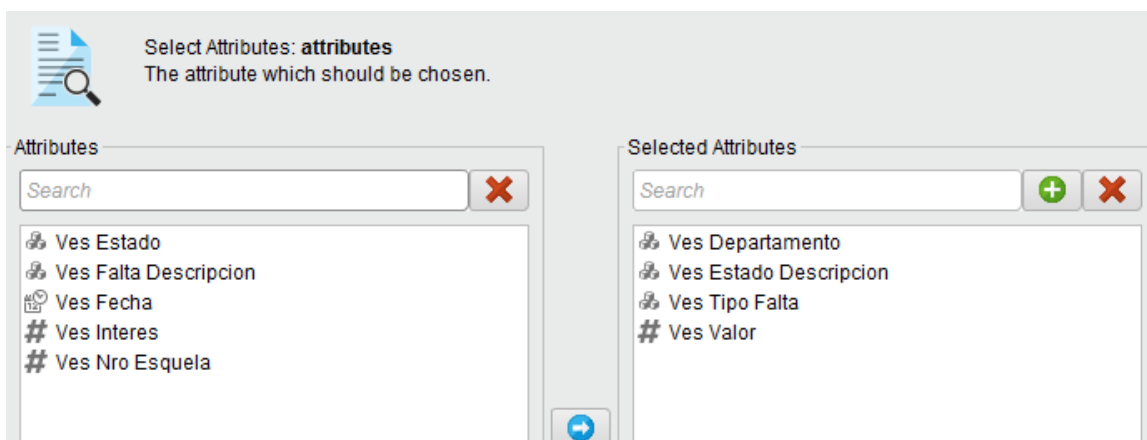 Select Attributes: attributes
The attribute which should be chosen.
Attributes
Search
Ves Estado
Ves Falta Descripcion
Ves Fecha
Ves Interes
Ves Nro Esquela
Selected Attributes
Search
Ves Departamento
Ves Estado Descripcion
Ves Tipo Falta
Ves Valor